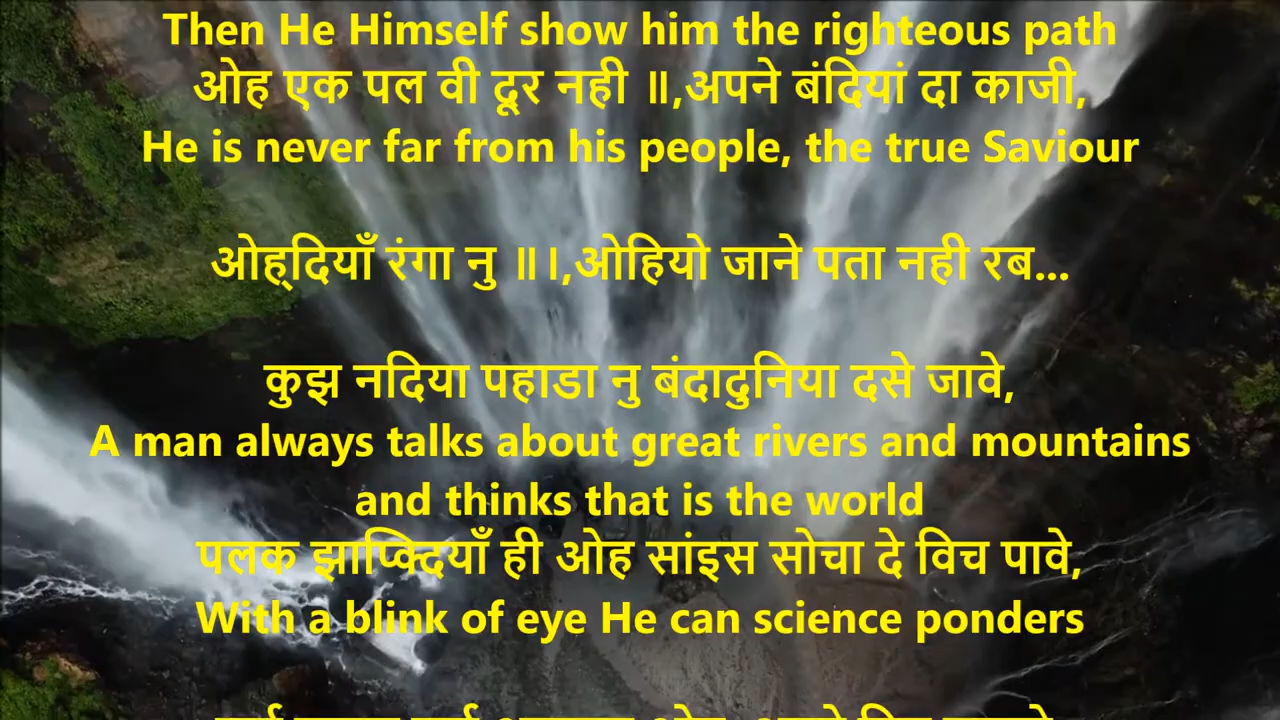 Then He Himself show him the righteous path
ओह एक पल वी दूर नही ॥,अपने बंदियां दा काजी,
He is never far from his people, the true Saviour
ओह्दियाँ रंगा नु ॥।,ओहियो जाने पता नही रब...
कुझ नदिया पहाडा नु बंदादुनिया दसे जावे,
A man always talks about great rivers and mountains
and thinks that is the world
पलक झाप्क्दियाँ ही ओह सांइस सोचा दे विच पावे,
With a blink of eye He can science ponders